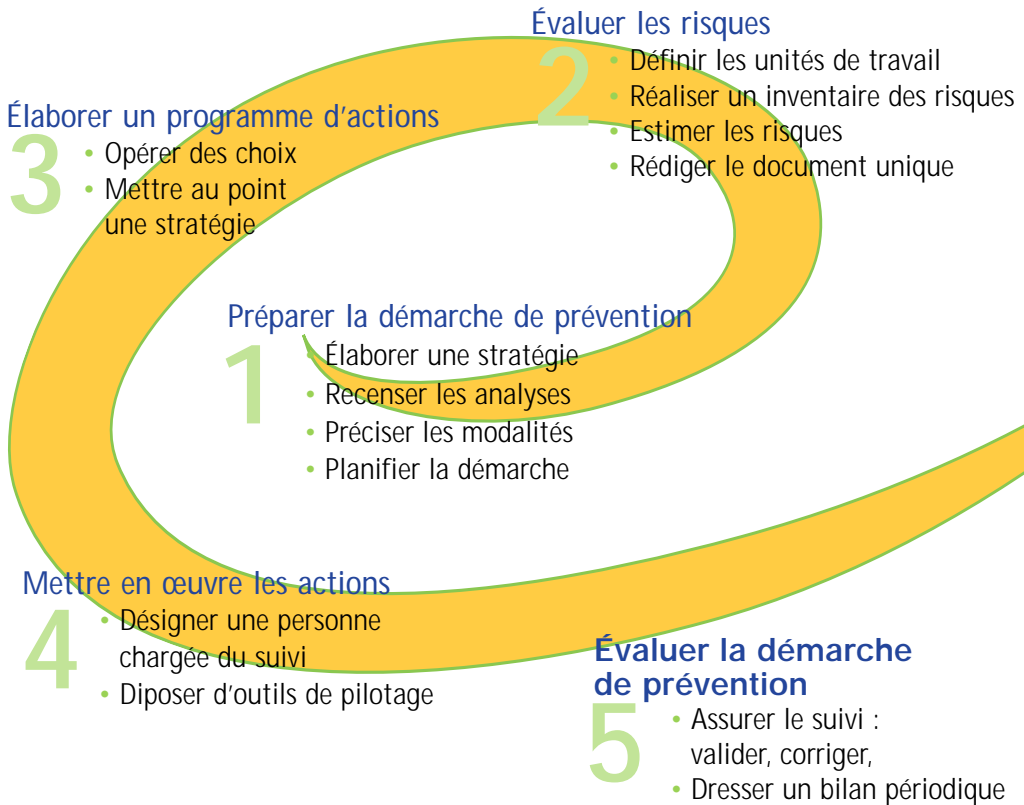 Préparer la démarche de prévention
1
• Élaborer une stratégie
• Recenser les analyses
• Préciser les modalités
• Planifier la démarche
Évaluer les risques
2
• Définir les unités de travail
• Réaliser un inventaire des risques
• Estimer les risques
• Rédiger le document unique
Élaborer un programme d'actions
3
• Opérer des choix
• Mettre au point
une stratégie
Mettre en œuvre les actions
4
• Désigner une personne
chargée du suivi
• Diposer d'outils de pilotage
Évaluer la démarche
de prévention
5
• Assurer le suivi :
valider, corriger,
• Dresser un bilan périodique